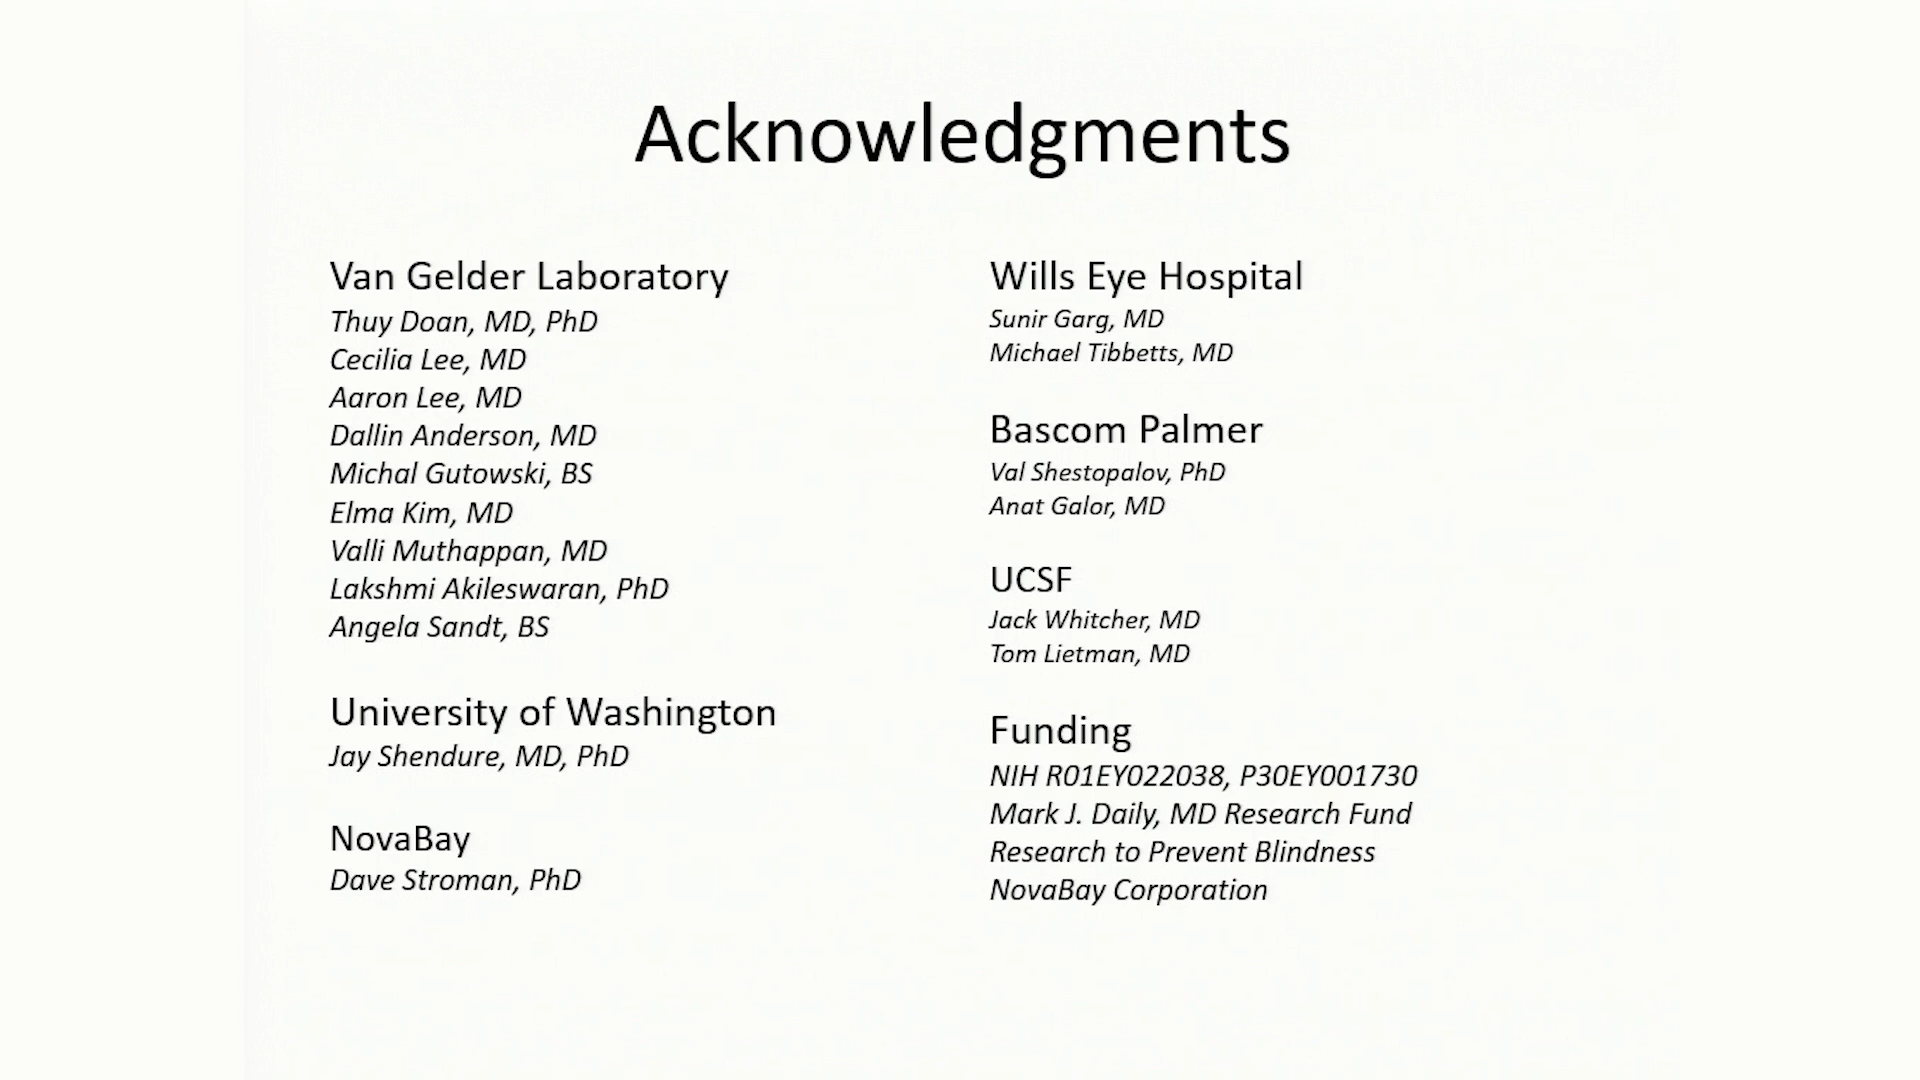 Acknowledgments
Van Gelder Laboratory
Thuy Doan, MD, PhD
Cecilia Lee, MD
Aaron Lee, MD
Dallin Anderson, MD
Michal Gutowski, BS
Elma Kim, MD
Valli Muthappan, MD
Lakshmi Akileswaran, PhD
Angela Sandt, BS
University of Washington
Jay Shendure, MD, PhD
NovaBay
Dave Stroman, PhD
Wills Eye Hospital
Sunir Garg, MD
Michael Tibbetts, MD
Bascom Palmer
Val Shestopalov, PhD
Anat Galor, MD
UCSF
Jack Whitcher, MD
Tom Lietman, MD
Funding
NIH R01EY022038, P30EY001730
Mark J. Daily, MD Research Fund
Research to Prevent Blindness
NovaBay Corporation